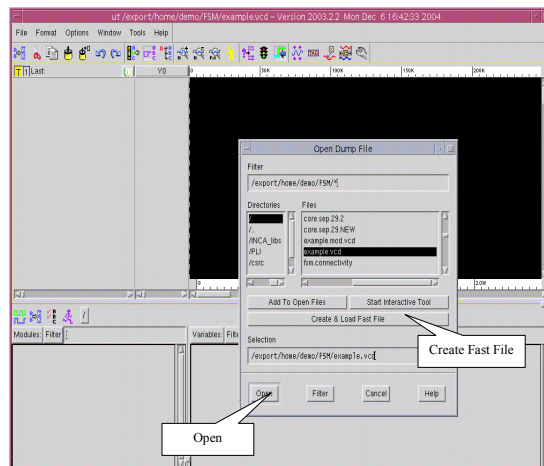 ut /export/home/demo/FSM/example.vcd - Version 2003.2.2 Mon Dec 6 16:42:33 2004
File Format Options Window Tools Help
T 1 Last: Y0 0 50K 100K 150K 200K
Open Dump File
Filter
/export/home/demo/FSM/*
Directories Files
/.
/INCA_libs
/PLI
/csrc
core.sep.29.2
core.sep.29.NEW
example.mod.vcd
example.vcd
fsm.connectivity
0 2.0M
Add To Open Files Start Interactive Tool
Create & Load Fast File
Selection
/export/home/demo/FSM/example.vcd
Open Filter Cancel Help
Modules: Filter Variables:
Create Fast File
Open